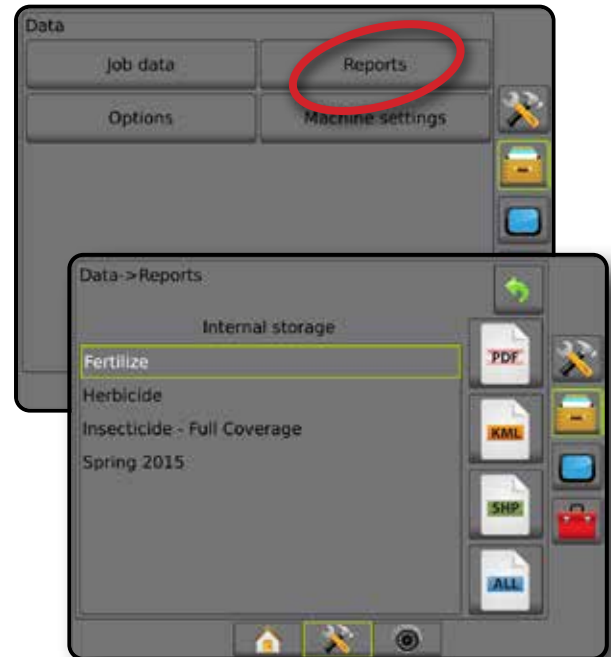 Data
Job data Reports
Options Machine settings
Data->Reports
Internal storage
Fertilize
Herbicide
Insecticide - Full Coverage
Spring 2015
PDF
KML
SHP
ALL